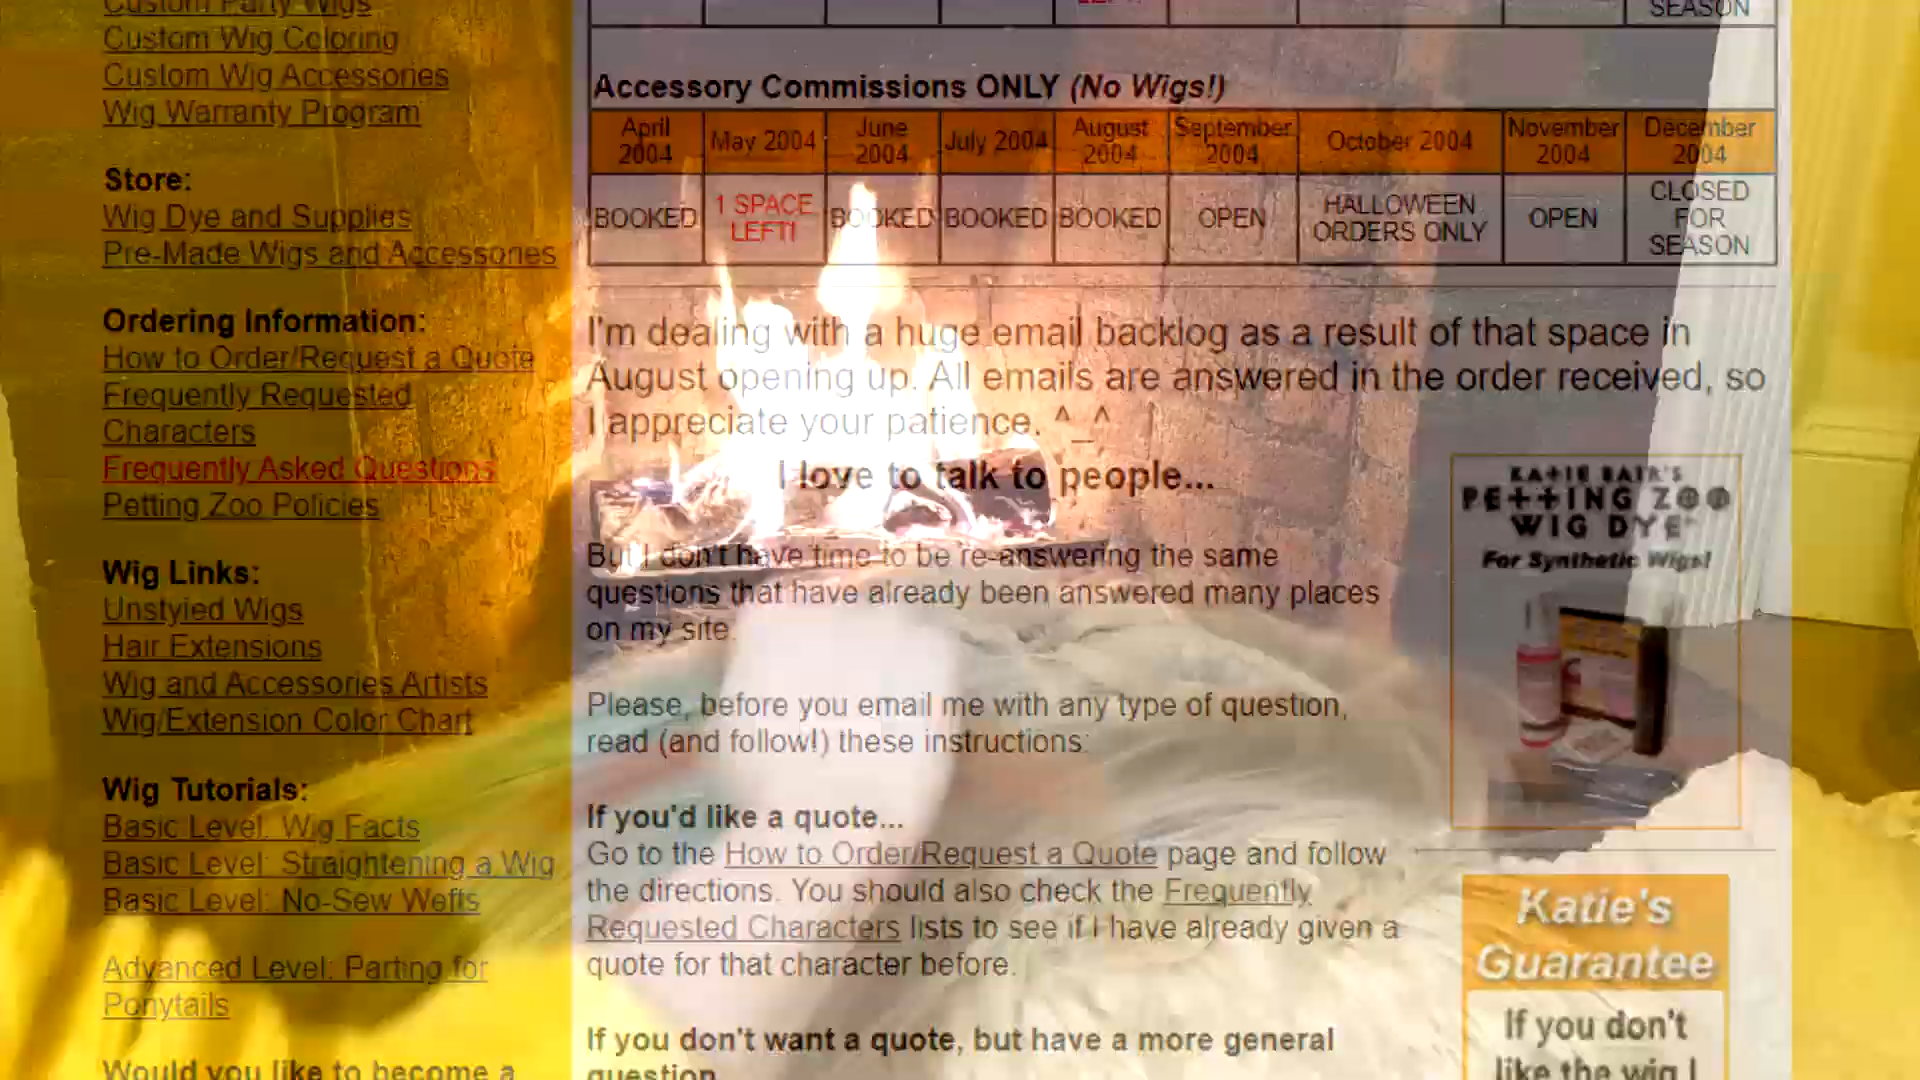 Custom Party Wigs
Custom Wig Coloring
Custom Wig Accessories
Wig Warranty Program
Store:
Wig Dye and Supplies
Pre-Made Wigs and Accessories
Ordering Information:
How to Order/Request a Quote
Frequently Requested
Characters
Frequently Asked Questions
Petting Zoo Policies
Wig Links:
Unstyled Wigs
Hair Extensions
Wig and Accessories Artists
Wig/Extension Color Chart
Wig Tutorials:
Basic Level: Wig Facts
Basic Level: Straightening a Wig
Basic Level: No-Sew Wefts
Advanced Level: Parting for
Ponytails
Would you like to become a
LEFT!
SEASON
Accessory Commissions ONLY (No Wigs!)
April 2004 May 2004 June 2004 July 2004 August 2004 September 2004 October 2004 November 2004 December 2004
BOOKED 1 SPACE LEFT! BOOKED BOOKED BOOKED OPEN HALLOWEEN ORDERS ONLY OPEN CLOSED FOR SEASON
I'm dealing with a huge email backlog as a result of that space in
August opening up. All emails are answered in the order received, so
I appreciate your patience. ^_^
I love to talk to people...
But I don't have time to be re-answering the same
questions that have already been answered many places
on my site.
Please, before you email me with any type of question,
read (and follow!) these instructions:
If you'd like a quote...
Go to the How to Order/Request a Quote page and follow
the directions. You should also check the Frequently
Requested Characters lists to see if I have already given a
quote for that character before.
If you don't want a quote, but have a more general
question
KATIE BAIR'S
PETTING ZOO
WIG DYE
For Synthetic Wigs!
Katie's
Guarantee
If you don't
like the wig I